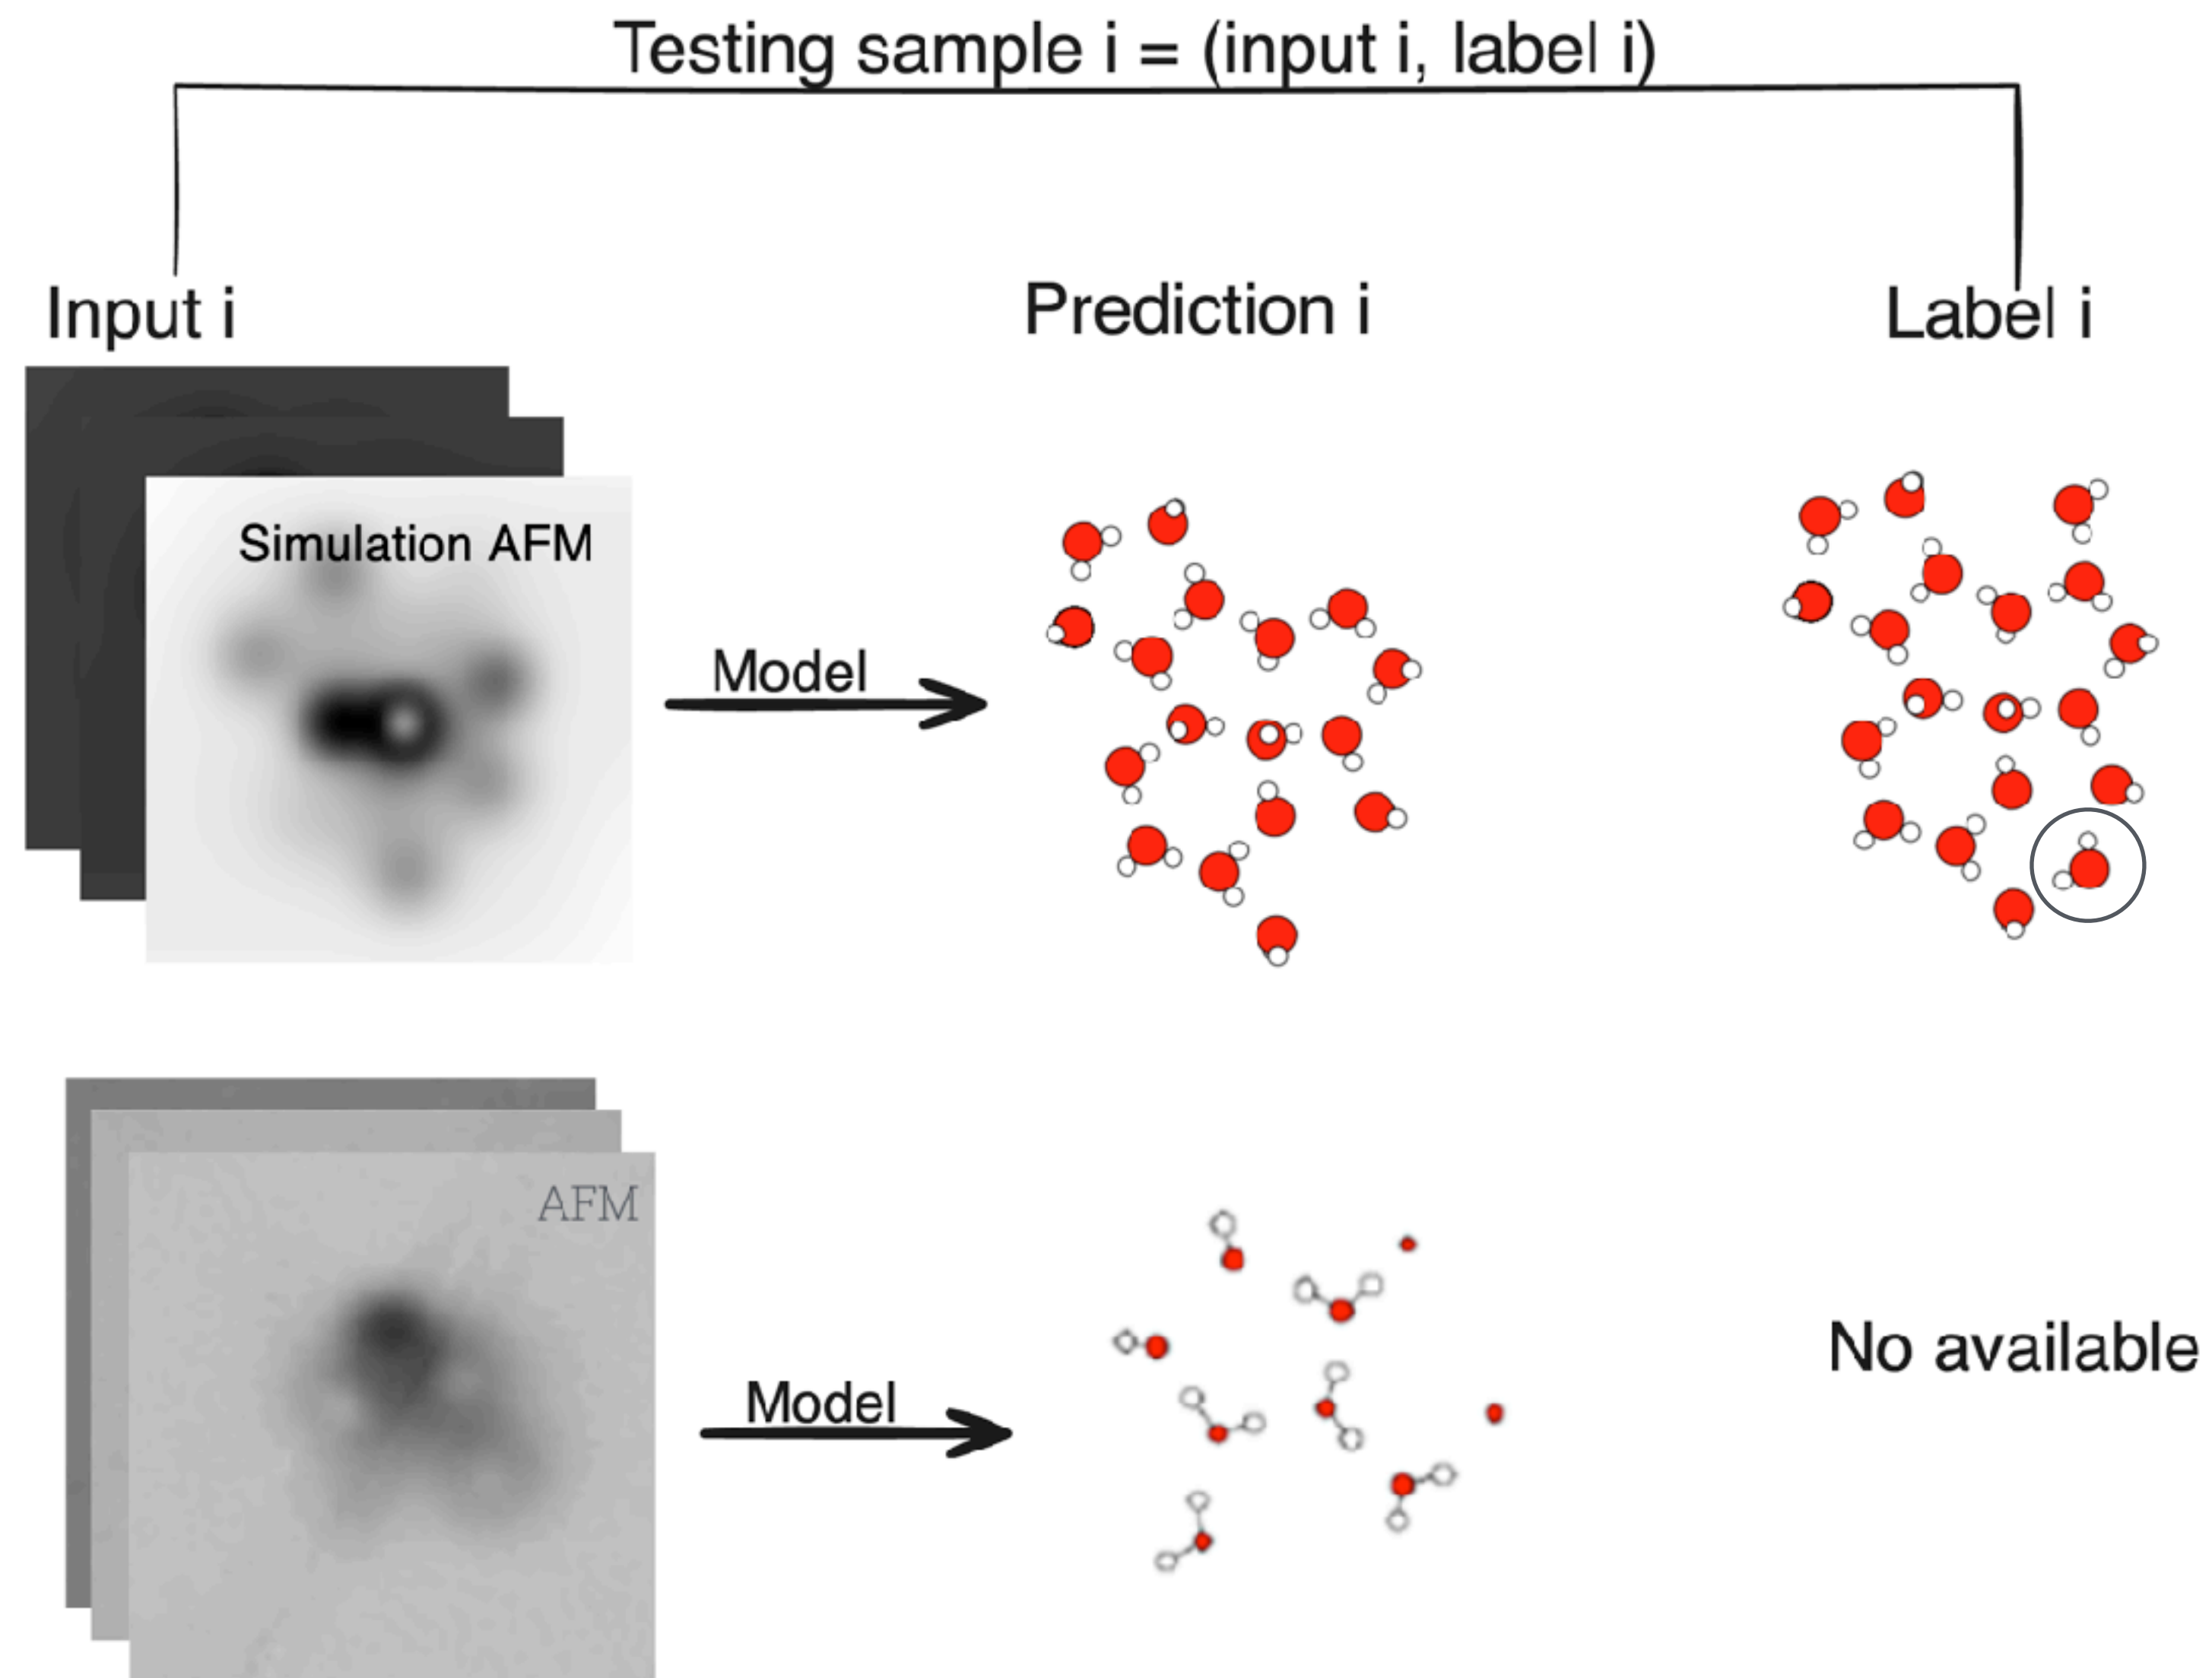 Testing sample i = (input i, label i)
Input i
Prediction i
Label i
Simulation AFM
Model
AFM
Model
No available